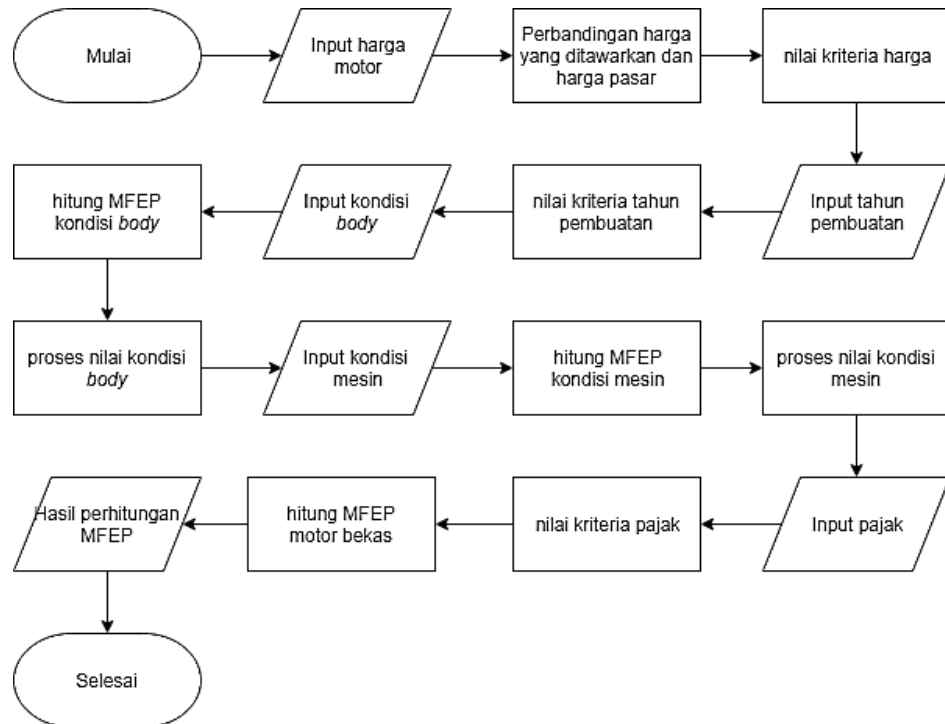 Mulai
Input harga
motor
Perbandingan harga
yang ditawarkan dan
harga pasar
nilai kriteria harga
Input tahun
pembuatan
nilai kriteria tahun
pembuatan
Input kondisi
body
hitung MFEP
kondisi body
proses nilai kondisi
body
Input kondisi
mesin
hitung MFEP
kondisi mesin
proses nilai kondisi
mesin
Input pajak
nilai kriteria pajak
hitung MFEP
motor bekas
Hasil perhitungan
MFEP
Selesai